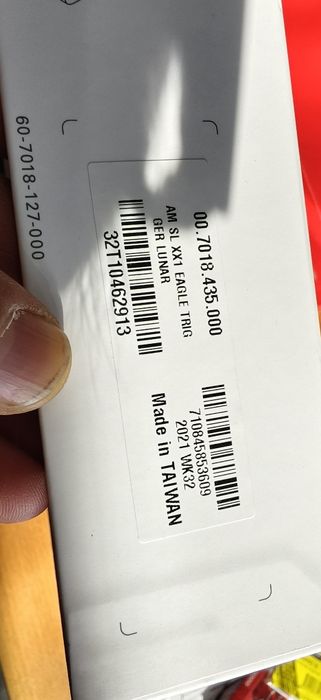 60-7018-127-000
00.7018.435.000
AM SL XX1 EAGLE TRIG
GER LUNAR
32T10462913
710845853609
2021 WK32
Made in TAIWAN